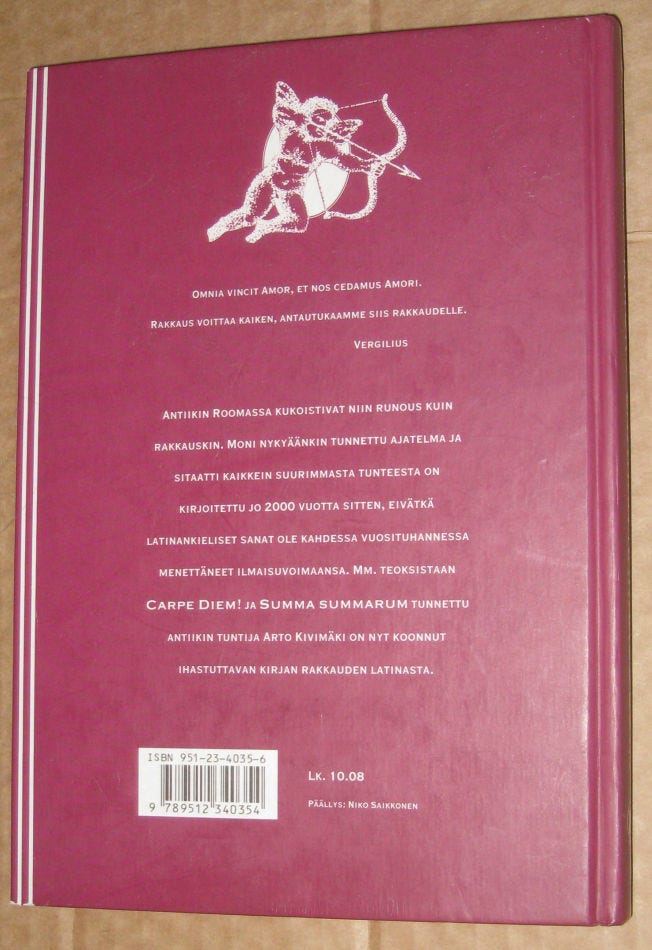 Omnia vincit Amor, et nos cedamus Amori.
Rakkaus voittaa kaiken, antautukaamme siis rakkaudelle.
Vergilius
Antiikin Roomassa kukoistivat niin runous kuin
rakkauskin. Moni nykyäänkin tunnettu ajatelma ja
sitaatti kaikkein suurimmasta tunteesta on
kirjoitettu jo 2000 vuotta sitten, eivätkä
latinankieliset sanat ole kahdessa vuosituhannessa
menettäneet ilmaisuvoimaansa. Mm. teoksistaan
Carpe Diem! ja Summa summarum tunnettu
antiikin tuntija Arto Kivimäki on nyt koonnut
ihastuttavan kirjan rakkauden latinasta.
ISBN 951-23-4035-6
9 789512 340354
Lk. 10.08
Päällys: Niko Saikkonen